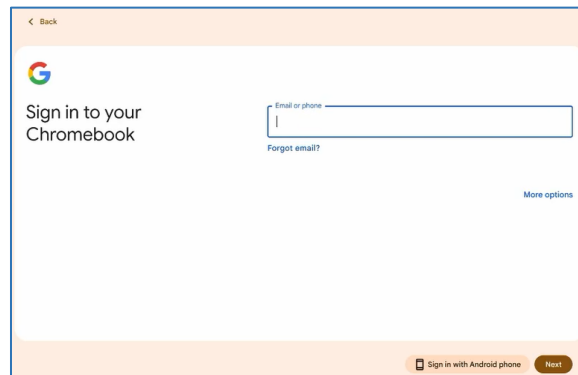 Back
Sign in to your
Chromebook
Email or phone
Forgot email?
More options
Sign in with Android phone
Next